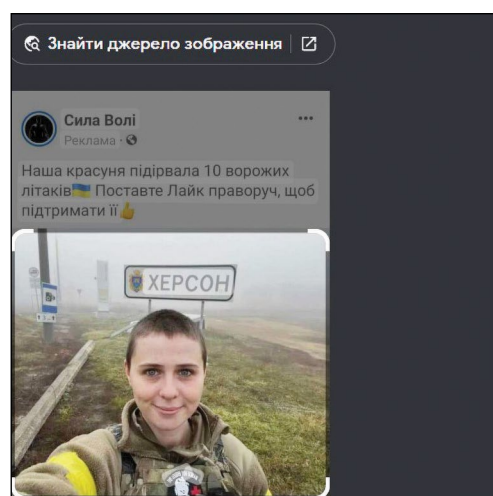 Знайти джерело зображення
Сила Волі
Реклама ·
Наша красуня підірвала 10 ворожих
літаків🇺🇦 Поставте Лайк праворуч, щоб
підтримати її👍
ХЕРСОН